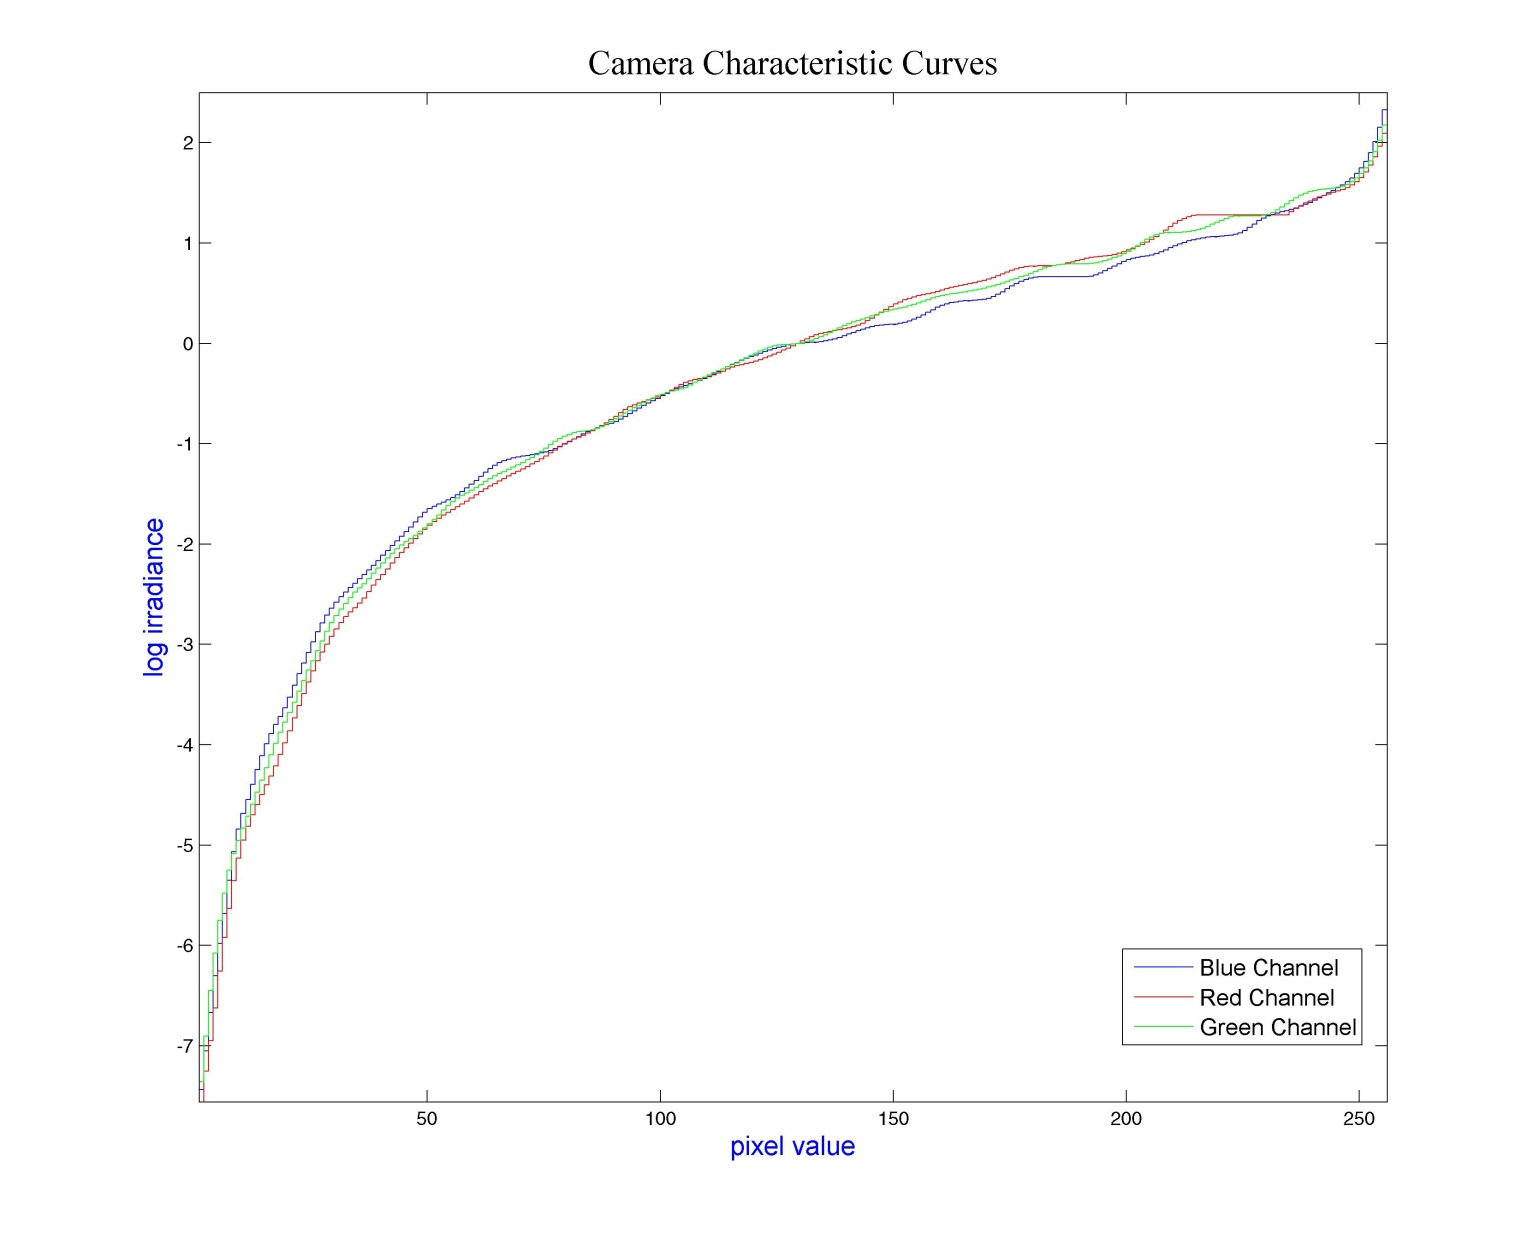 Camera Characteristic Curves
2
1
0
-1
-2
-3
-4
-5
-6
-7
log irradiance
Blue Channel
Red Channel
Green Channel
50 100 150 200 250
pixel value